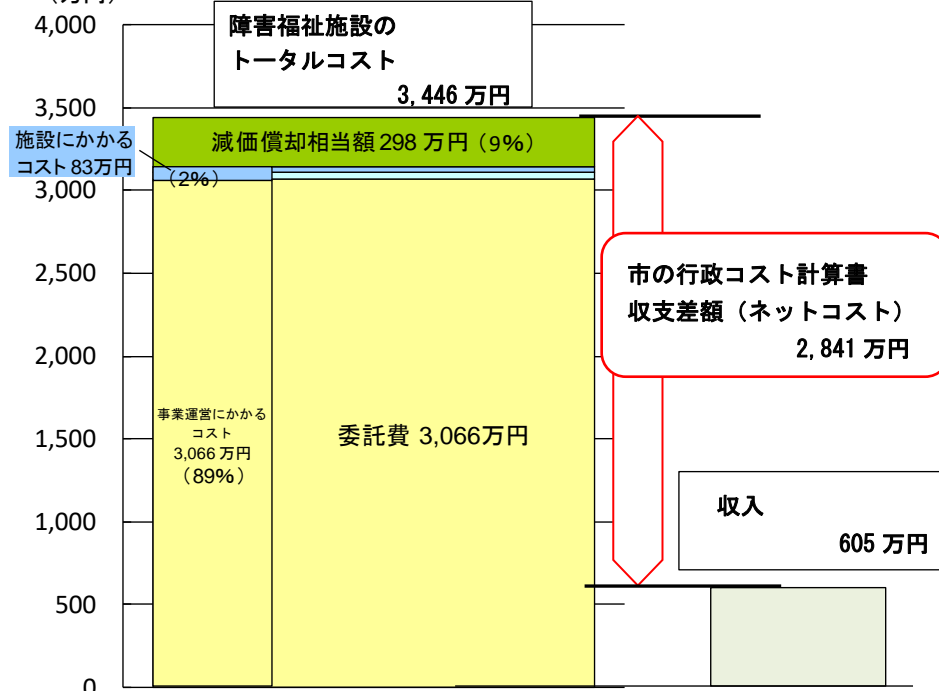 （万円）
4,000
3,500
3,000
2,500
2,000
1,500
1,000
500
0
障害福祉施設の
トータルコスト
3,446 万円
減価償却相当額 298 万円（9%）
施設にかかる
コスト 83万円
（2%）
事業運営にかかる
コスト
3,066 万円
（89%）
委託費 3,066万円
市の行政コスト計算書
収支差額（ネットコスト）
2,841 万円
収入
605 万円